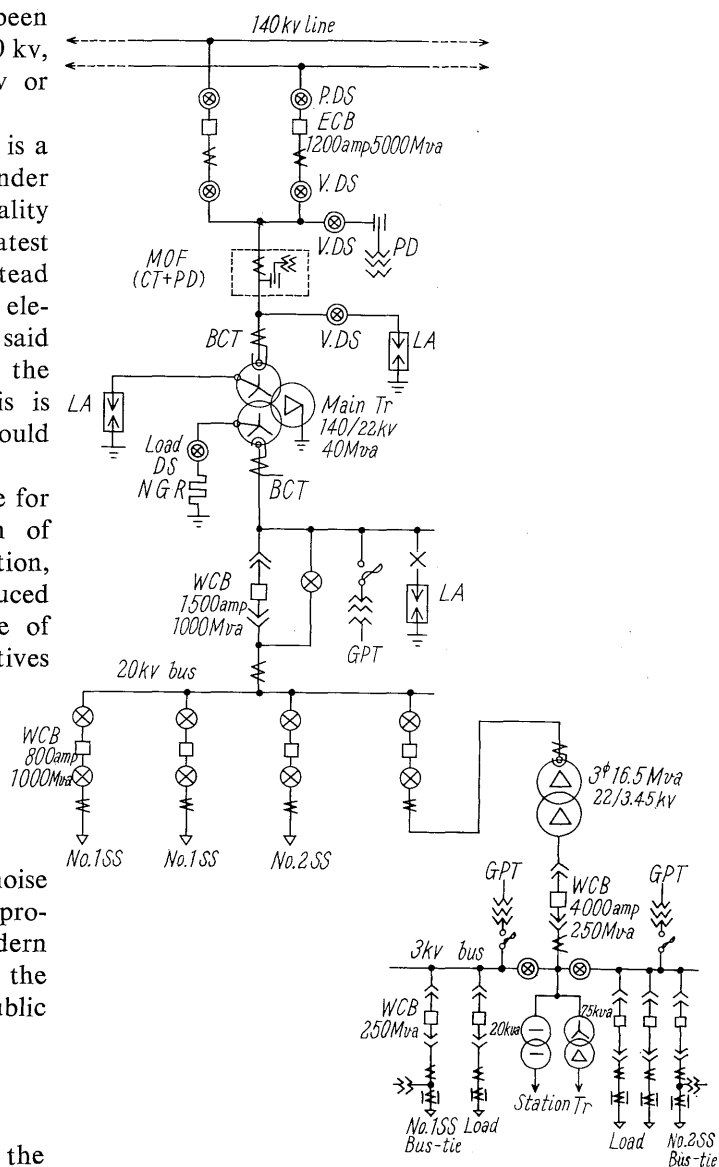 been
0 kv,
v or
is a
nder
ality
atest
tead
ele-
said
the
is is
ould
e for
n of
tion,
uced
e of
tives
noise
pro-
dern
the
ublic
the
140kv line
P.DS
ECB
1200amp5000Mva
V.DS
V.DS
PD
MOF
(CT+PD)
BCT
V.DS
LA
LA
Main Tr
140/22kv
40Mva
Load
DS
NGR
BCT
WCB
1500amp
1000Mva
GPT
LA
20kv bus
WCB
800amp
1000Mva
No.1SS
No.1SS
No.2SS
3ϕ16.5Mva
22/3.45kv
GPT
WCB
4000amp
250Mva
GPT
3kv bus
WCB
250Mva
20kva
75kva
Station Tr
No.1SS
Bus-tie
Load
Load
No.2SS
Bus-tie